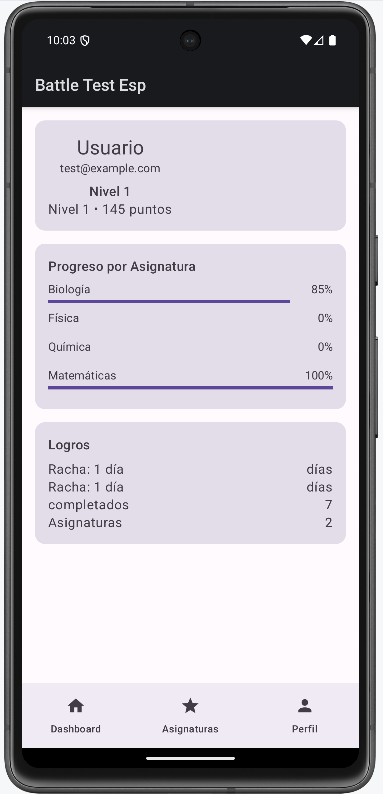 10:03
Battle Test Esp
Usuario
test@example.com
Nivel 1
Nivel 1 • 145 puntos
Progreso por Asignatura
Biología 85%
Física 0%
Química 0%
Matemáticas 100%
Logros
Racha: 1 día días
Racha: 1 día días
completados 7
Asignaturas 2
Dashboard Asignaturas Perfil